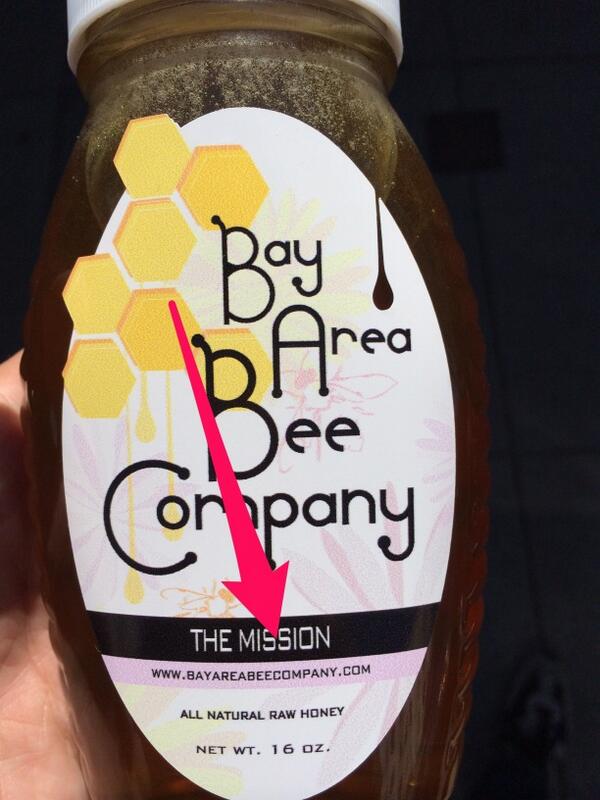 Bay
Area
Bee
Company
THE MISSION
WWW.BAYAREABEECOMPANY.COM
ALL NATURAL RAW HONEY
NET WT. 16 OZ.